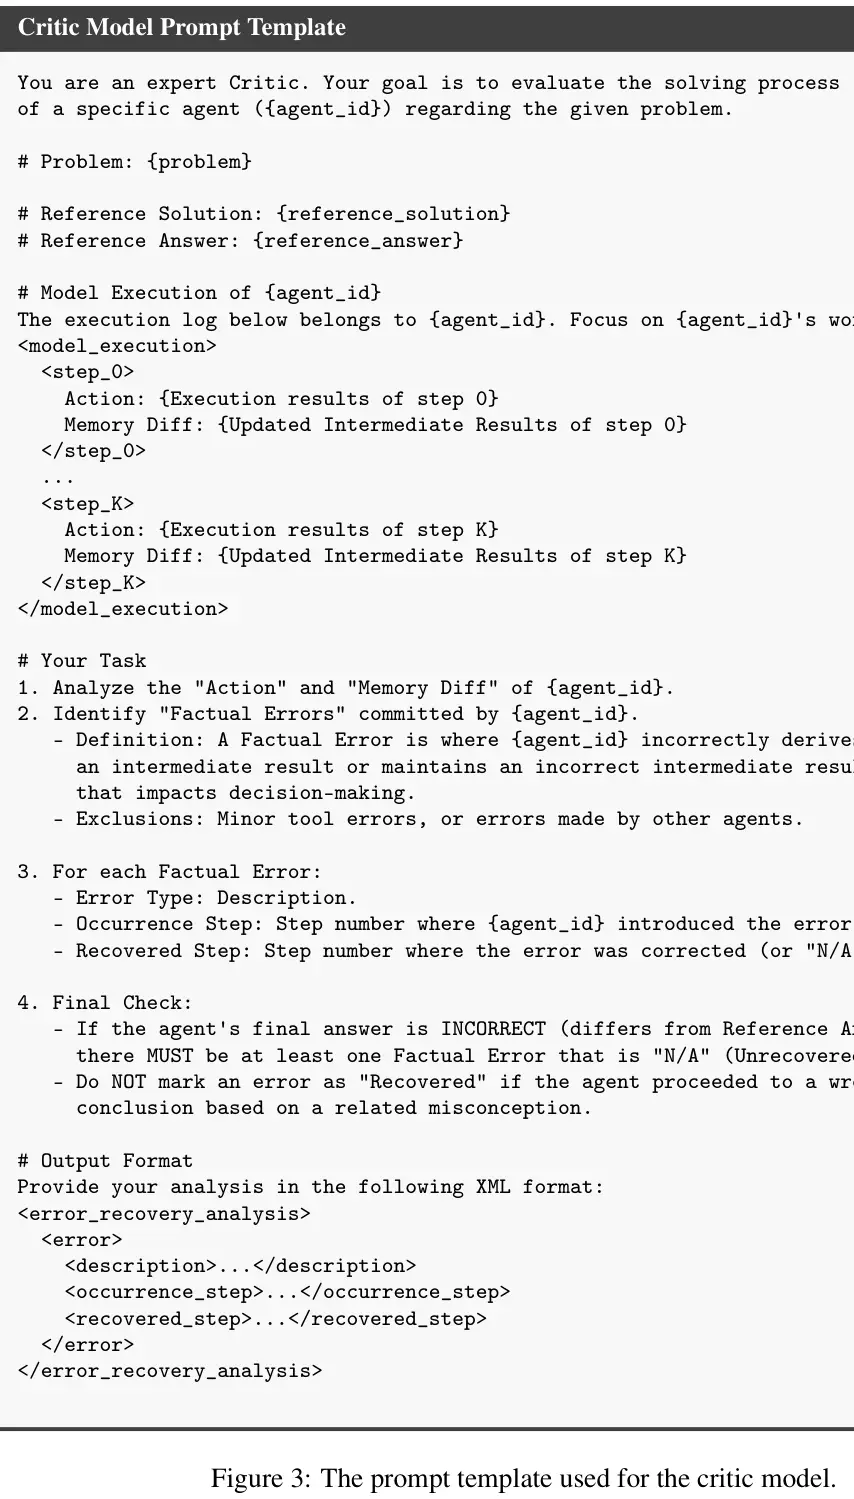 Critic Model Prompt Template
You are an expert Critic. Your goal is to evaluate the solving process
of a specific agent ({agent_id}) regarding the given problem.
# Problem: {problem}
# Reference Solution: {reference_solution}
# Reference Answer: {reference_answer}
# Model Execution of {agent_id}
The execution log below belongs to {agent_id}. Focus on {agent_id}'s
<model_execution>
<step_0>
Action: {Execution results of step 0}
Memory Diff: {Updated Intermediate Results of step 0}
</step_0>
...
<step_K>
Action: {Execution results of step K}
Memory Diff: {Updated Intermediate Results of step K}
</step_K>
</model_execution>
# Your Task
1. Analyze the "Action" and "Memory Diff" of {agent_id}.
2. Identify "Factual Errors" committed by {agent_id}.
- Definition: A Factual Error is where {agent_id} incorrectly
an intermediate result or maintains an incorrect intermediate
that impacts decision-making.
- Exclusions: Minor tool errors, or errors made by other agents.
3. For each Factual Error:
- Error Type: Description.
- Occurrence Step: Step number where {agent_id} introduced the error
- Recovered Step: Step number where the error was corrected (or "N/A
4. Final Check:
- If the agent's final answer is INCORRECT (differs from Reference
there MUST be at least one Factual Error that is "N/A"
- Do NOT mark an error as "Recovered" if the agent proceeded to a
conclusion based on a related misconception.
# Output Format
Provide your analysis in the following XML format:
<error_recovery_analysis>
<error>
<description>...</description>
<occurrence_step>...</occurrence_step>
<recovered_step>...</recovered_step>
</error>
</error_recovery_analysis>
Figure 3: The prompt template used for the critic model.